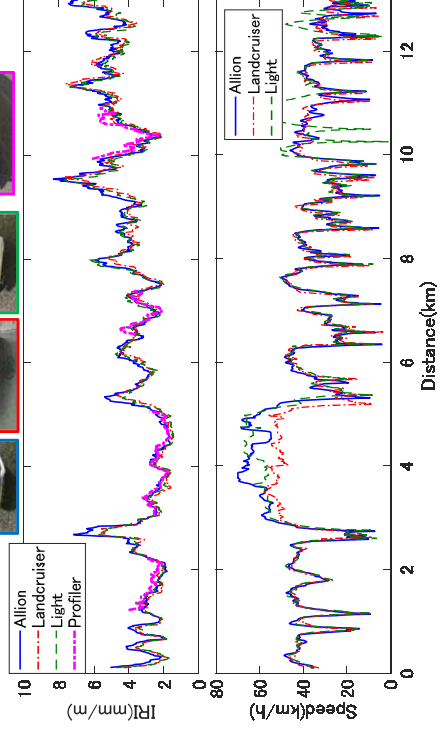 Allion
Landcruiser
Light
Profiler
10
8
6
4
2
0
IRI(mm/m)
Allion
Landcruiser
Light
80
60
40
20
0
Speed(km/h)
0
2
4
6
8
10
12
Distance(km)